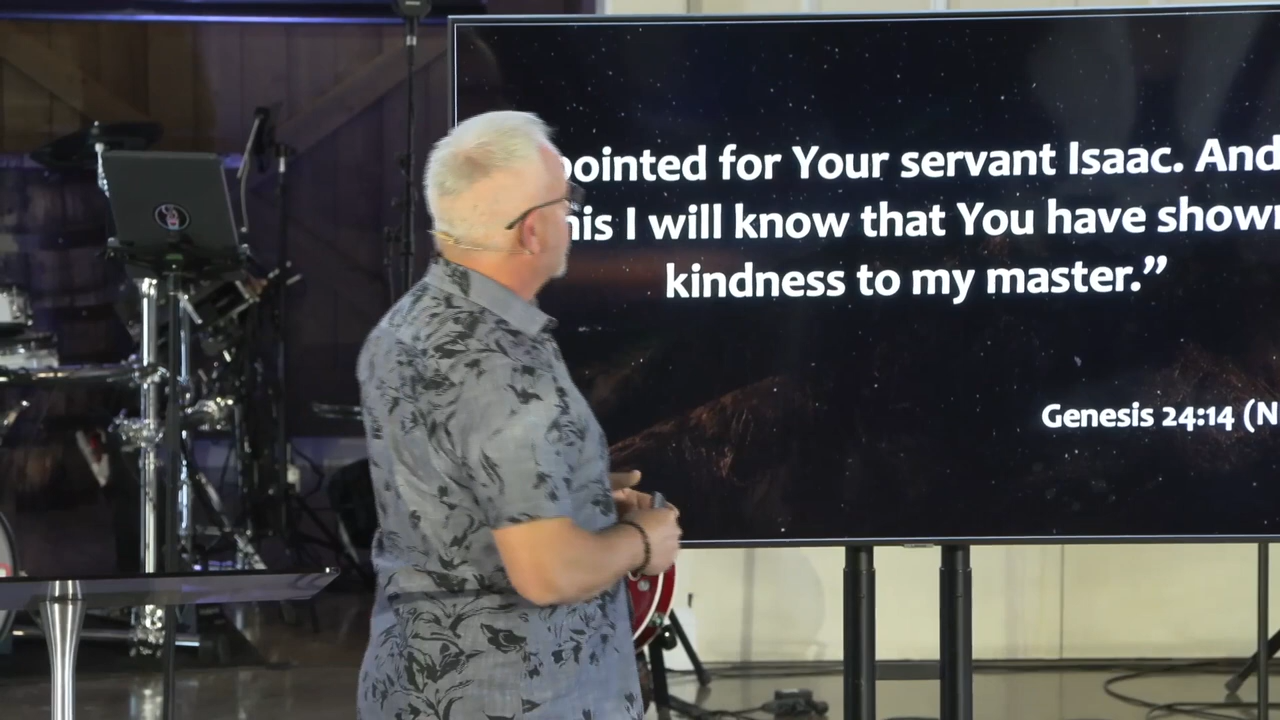 pointed for Your servant Isaac. And
his I will know that You have shown
kindness to my master.”
Genesis 24:14 (N